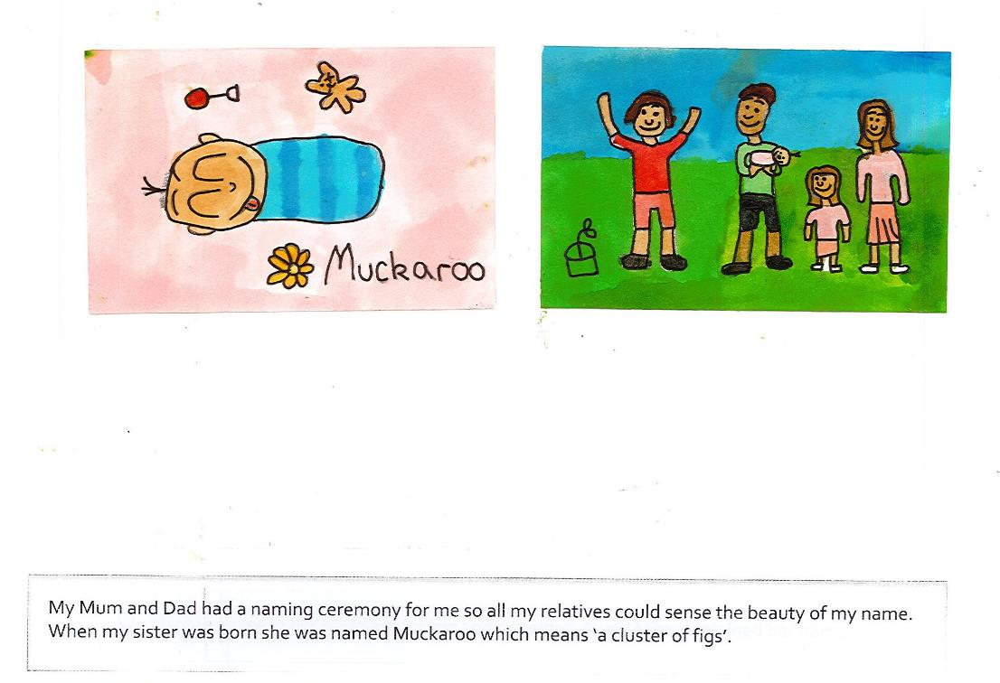 Muckaroo
My Mum and Dad had a naming ceremony for me so all my relatives could sense the beauty of my name.
When my sister was born she was named Muckaroo which means ‘a cluster of figs’.